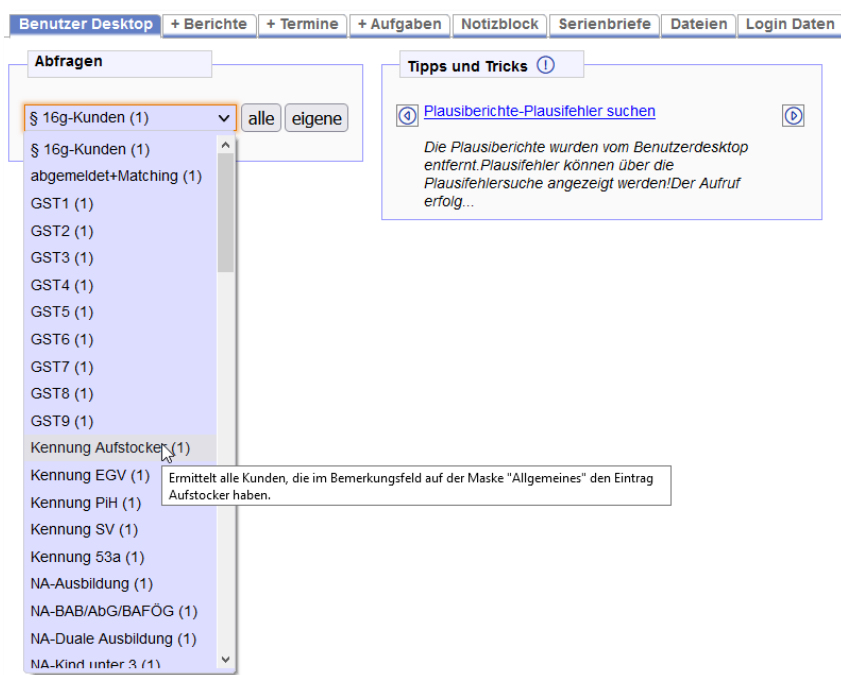 Benutzer Desktop + Berichte + Termine + Aufgaben Notizblock Serienbriefe Dateien Login Daten
Abfragen
§ 16g-Kunden (1) alle eigene
§ 16g-Kunden (1)
abgemeldet+Matching (1)
GST1 (1)
GST2 (1)
GST3 (1)
GST4 (1)
GST5 (1)
GST6 (1)
GST7 (1)
GST8 (1)
GST9 (1)
Kennung Aufstocker (1)
Kennung EGV (1)
Kennung PiH (1)
Kennung SV (1)
Kennung 53a (1)
NA-Ausbildung (1)
NA-BAB/AbG/BAFÖG (1)
NA-Duale Ausbildung (1)
NA-Kind unter 3 (1)
Ermittelt alle Kunden, die im Bemerkungsfeld auf der Maske "Allgemeines" den Eintrag
Aufstocker haben.
Tipps und Tricks
Plausiberichte-Plausifehler suchen
Die Plausiberichte wurden vom Benutzerdesktop
entfernt.Plausifehler können über die
Plausifehlersuche angezeigt werden!Der Aufruf
erfolg...